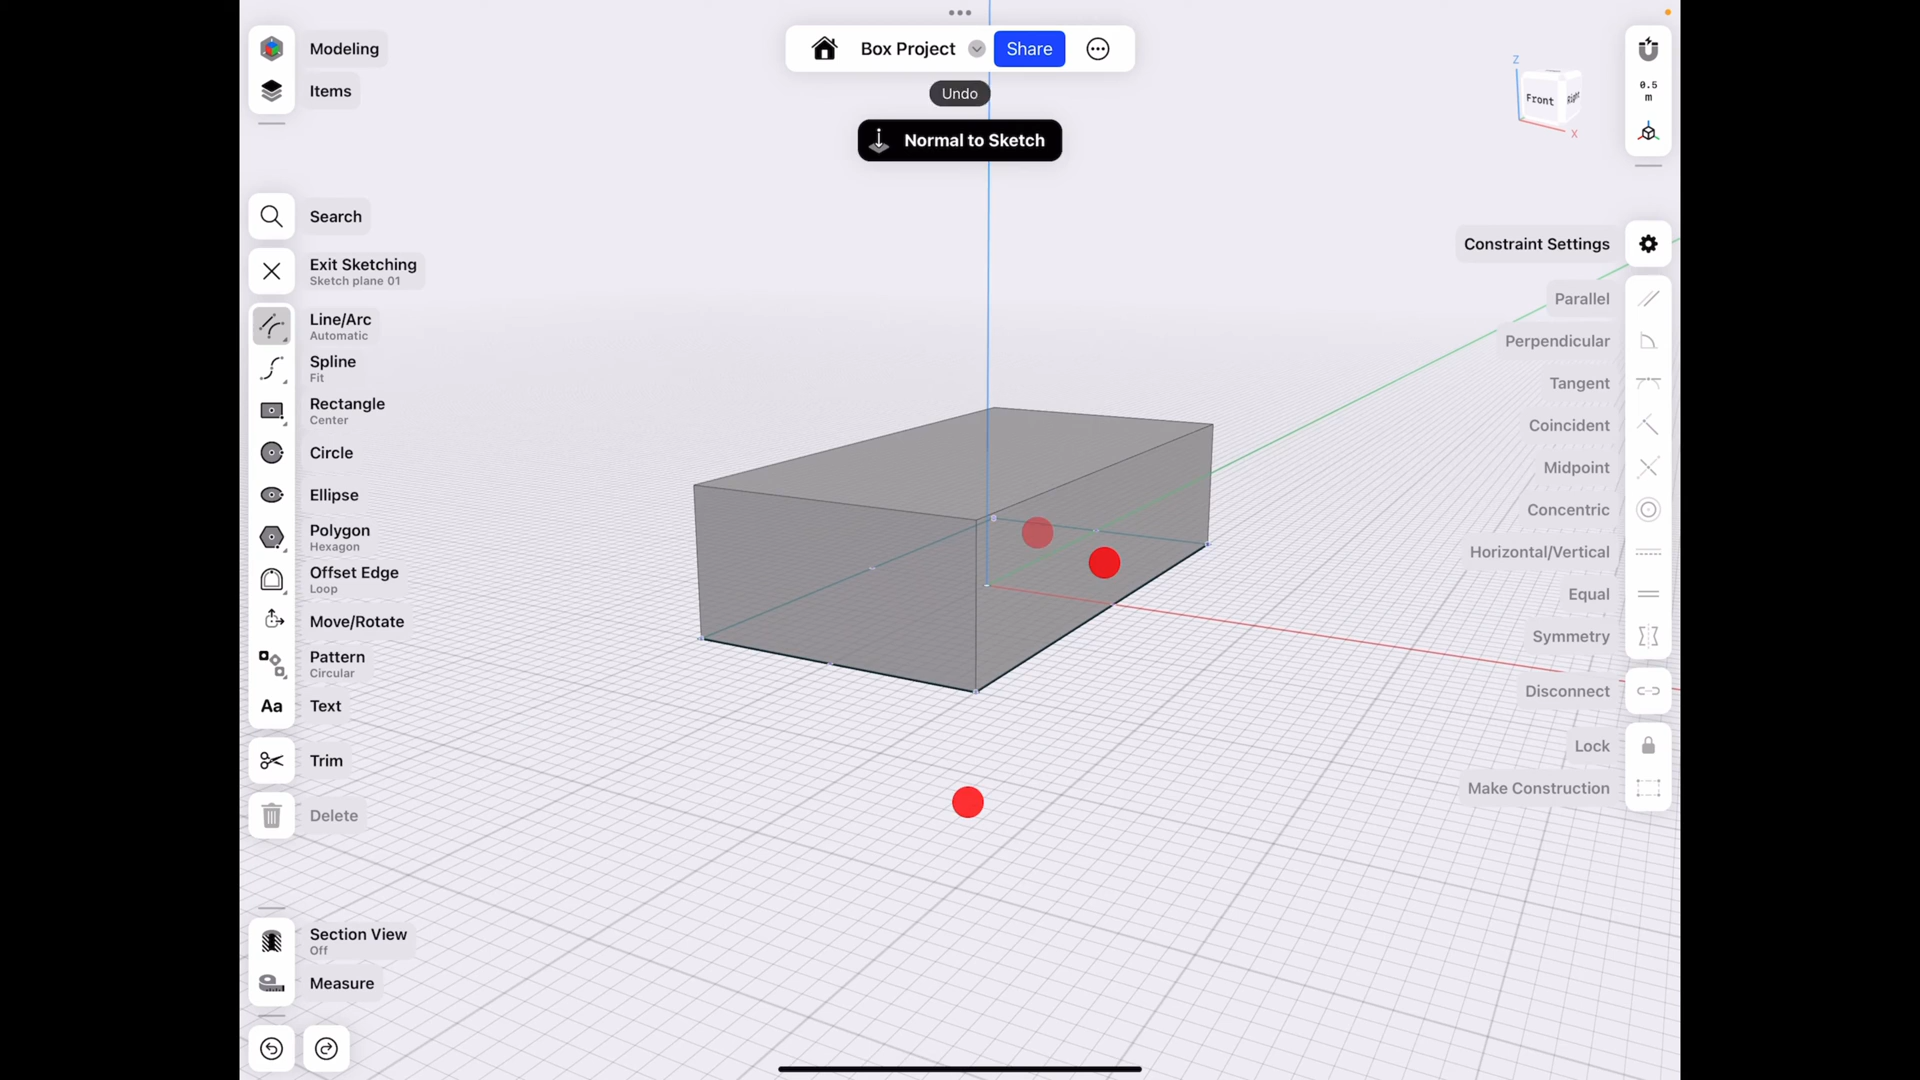 Modeling
Items
Box Project
Share
Undo
Normal to Sketch
Z
Front
Right
X
0.5
m
Search
Exit Sketching
Sketch plane 01
Line/Arc
Automatic
Spline
Fit
Rectangle
Center
Circle
Ellipse
Polygon
Hexagon
Offset Edge
Loop
Move/Rotate
Pattern
Circular
Aa
Text
Trim
Delete
Section View
Off
Measure
Constraint Settings
Parallel
Perpendicular
Tangent
Coincident
Midpoint
Concentric
Horizontal/Vertical
Equal
Symmetry
Disconnect
Lock
Make Construction